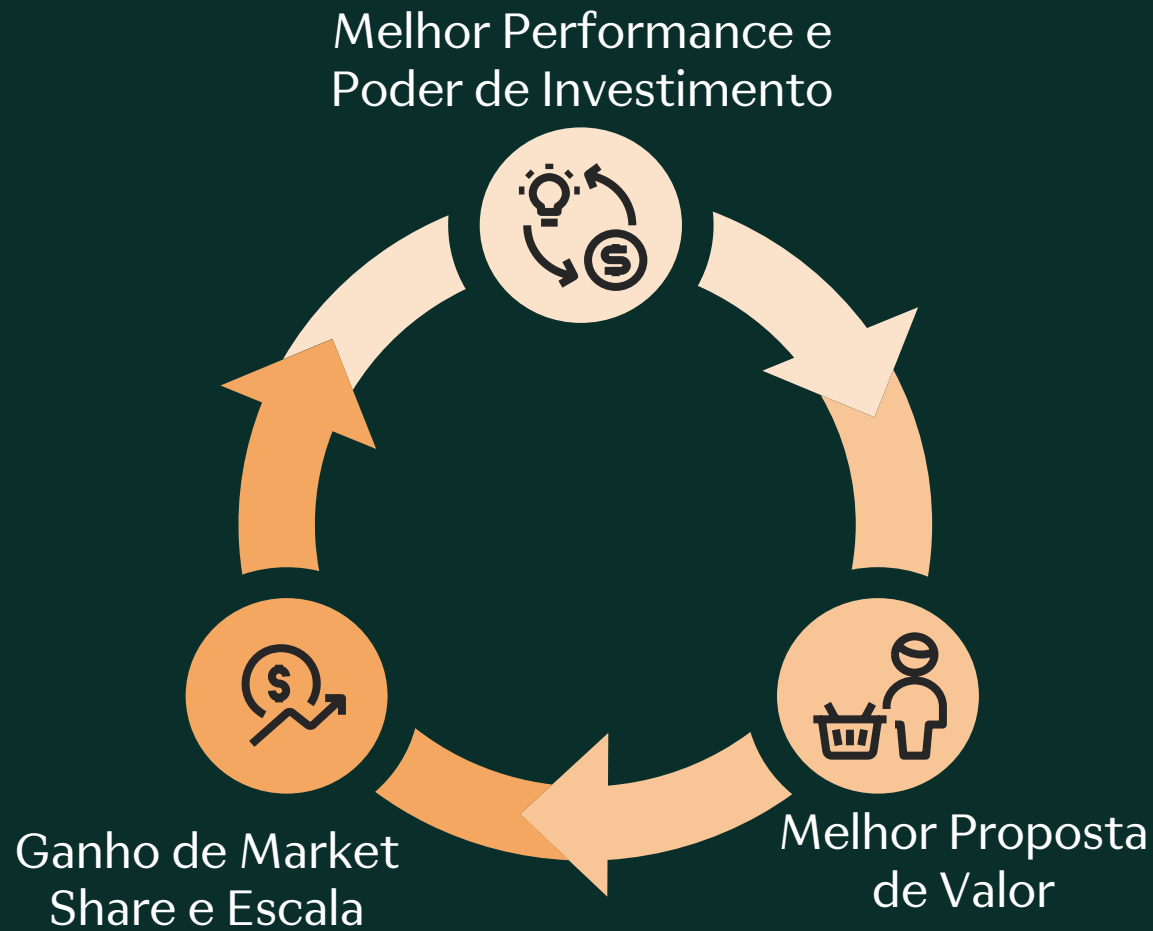 Melhor Performance e
Poder de Investimento
Melhor Proposta
de Valor
Ganho de Market
Share e Escala